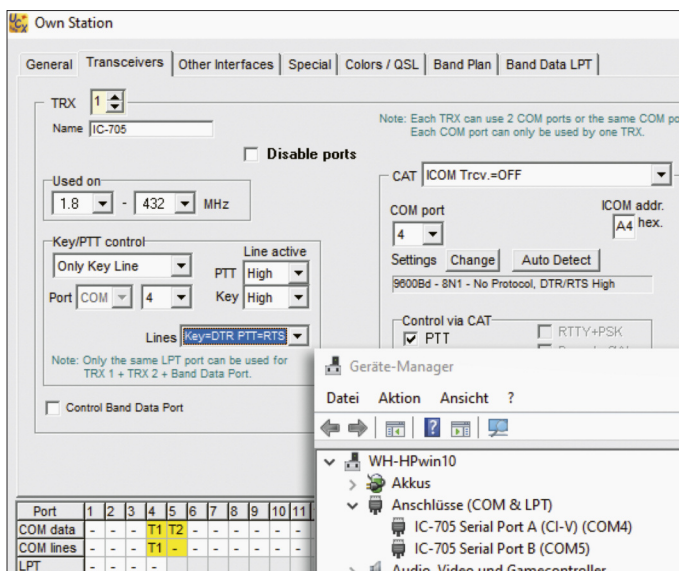 Own Station
General Transceivers Other Interfaces Special Colors / QSL Band Plan Band Data LPT
TRX 1
Name IC-705
Note: Each TRX can use 2 COM ports or the same COM
Each COM port can only be used by one TRX.
Disable ports
Used on
1.8 - 432 MHz
CAT ICOM Trcv.=OFF
COM port
4
ICOM addr.
A4 hex.
Key/PTT control
Only Key Line
Line active
PTT High
Port COM 4
Key High
Settings Change Auto Detect
9600Bd - 8N1 - No Protocol, DTR/RTS High
Lines Key=DTR PTT=RTS
Control via CAT
PTT
RTTY+PSK
Note: Only the same LPT port can be used for
TRX 1 + TRX 2 + Band Data Port.
Control Band Data Port
Geräte-Manager
Datei Aktion Ansicht ?
WH-HPwin10
Akkus
Anschlüsse (COM & LPT)
IC-705 Serial Port A (CI-V) (COM4)
IC-705 Serial Port B (COM5)
Audio, Video und Gamecontroller
Port 1 2 3 4 5 6 7 8 9 10 11
COM data - - - T1 T2 - - - - - -
COM lines - - - T1 - - - - - - -
LPT - - - -